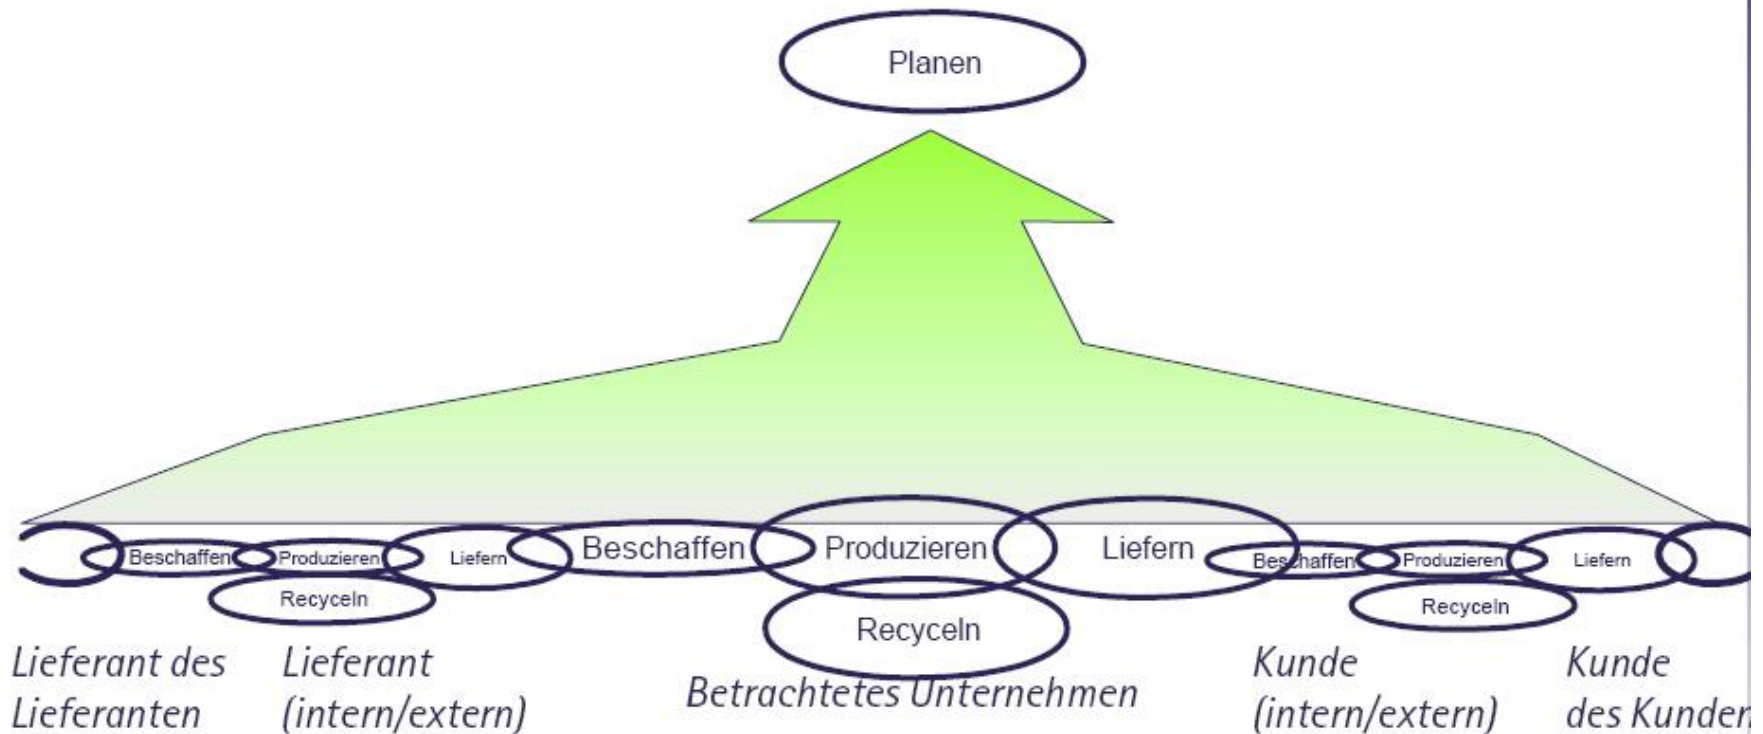 Planen
Beschaffen
Produzieren
Liefern
Beschaffen
Produzieren
Liefern
Beschaffen
Produzieren
Liefern
Recyceln
Recyceln
Recyceln
Lieferant des
Lieferanten
Lieferant
(intern/extern)
Betrachtetes Unternehmen
Kunde
(intern/extern)
Kunde
des Kunden